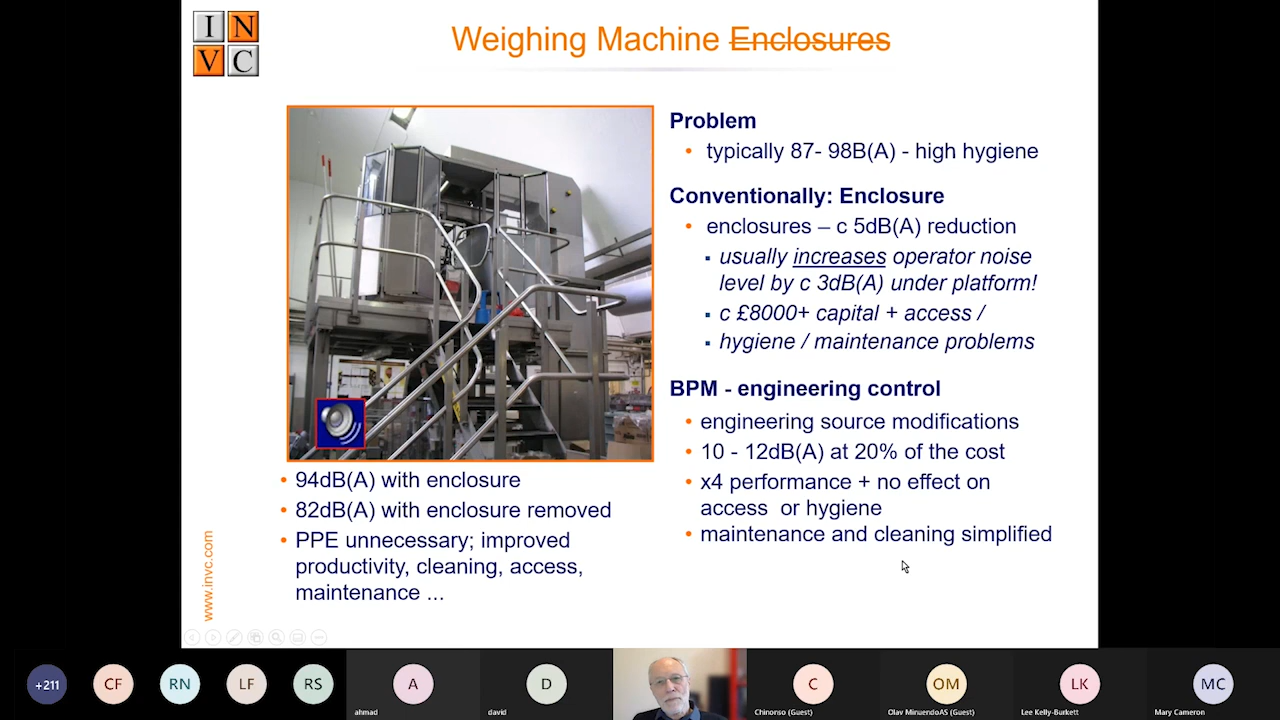 I N
V C
Weighing Machine Enclosures
Problem
• typically 87- 98B(A) - high hygiene
Conventionally: Enclosure
• enclosures – c 5dB(A) reduction
▪ usually increases operator noise
level by c 3dB(A) under platform!
▪ c £8000+ capital + access /
▪ hygiene / maintenance problems
BPM - engineering control
• engineering source modifications
• 10 - 12dB(A) at 20% of the cost
• x4 performance + no effect on
access or hygiene
• maintenance and cleaning simplified
• 94dB(A) with enclosure
• 82dB(A) with enclosure removed
• PPE unnecessary; improved
productivity, cleaning, access,
maintenance ...
www.invc.com
+211
CF
RN
LF
RS
A
ahmad
D
david
C
Chinonso (Guest)
OM
Olav MinuendoAS (Guest)
LK
Lee Kelly-Burkett
MC
Mary Cameron